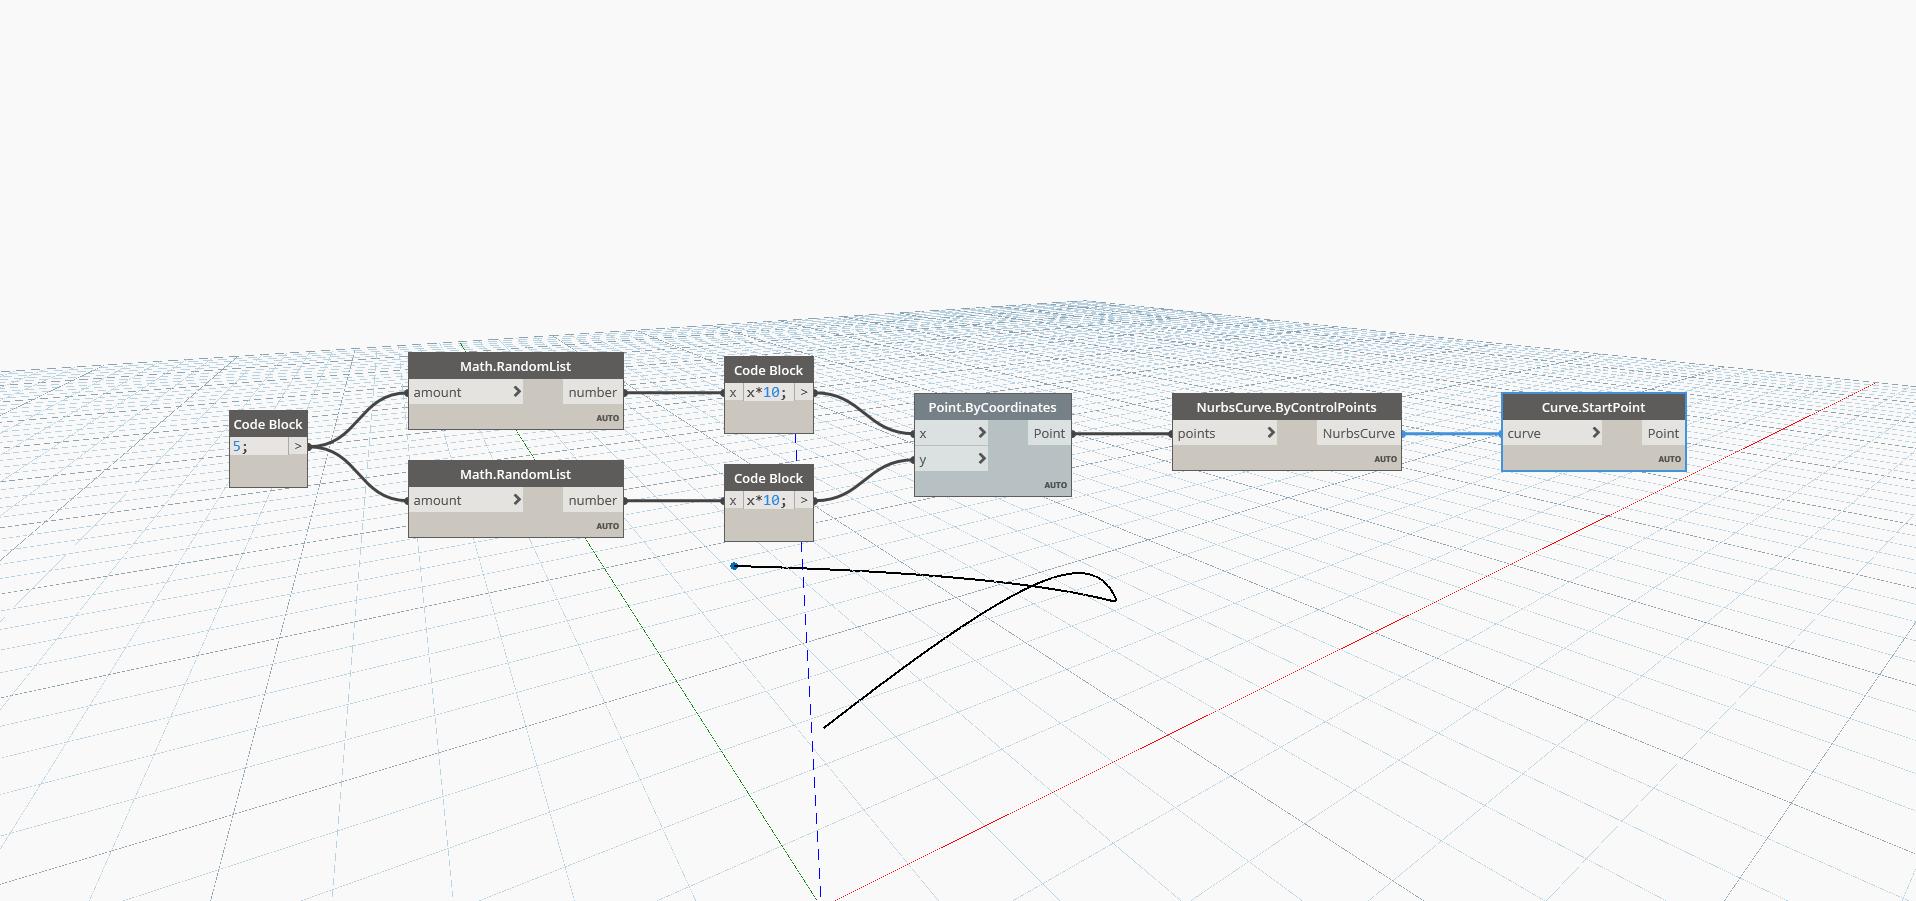 Code Block
5; >
Math.RandomList
amount > number
AUTO
Math.RandomList
amount > number
AUTO
Code Block
x x*10; >
Code Block
x x*10; >
Point.ByCoordinates
x > Point
y >
AUTO
NurbsCurve.ByControlPoints
points > NurbsCurve
AUTO
Curve.StartPoint
curve > Point
AUTO